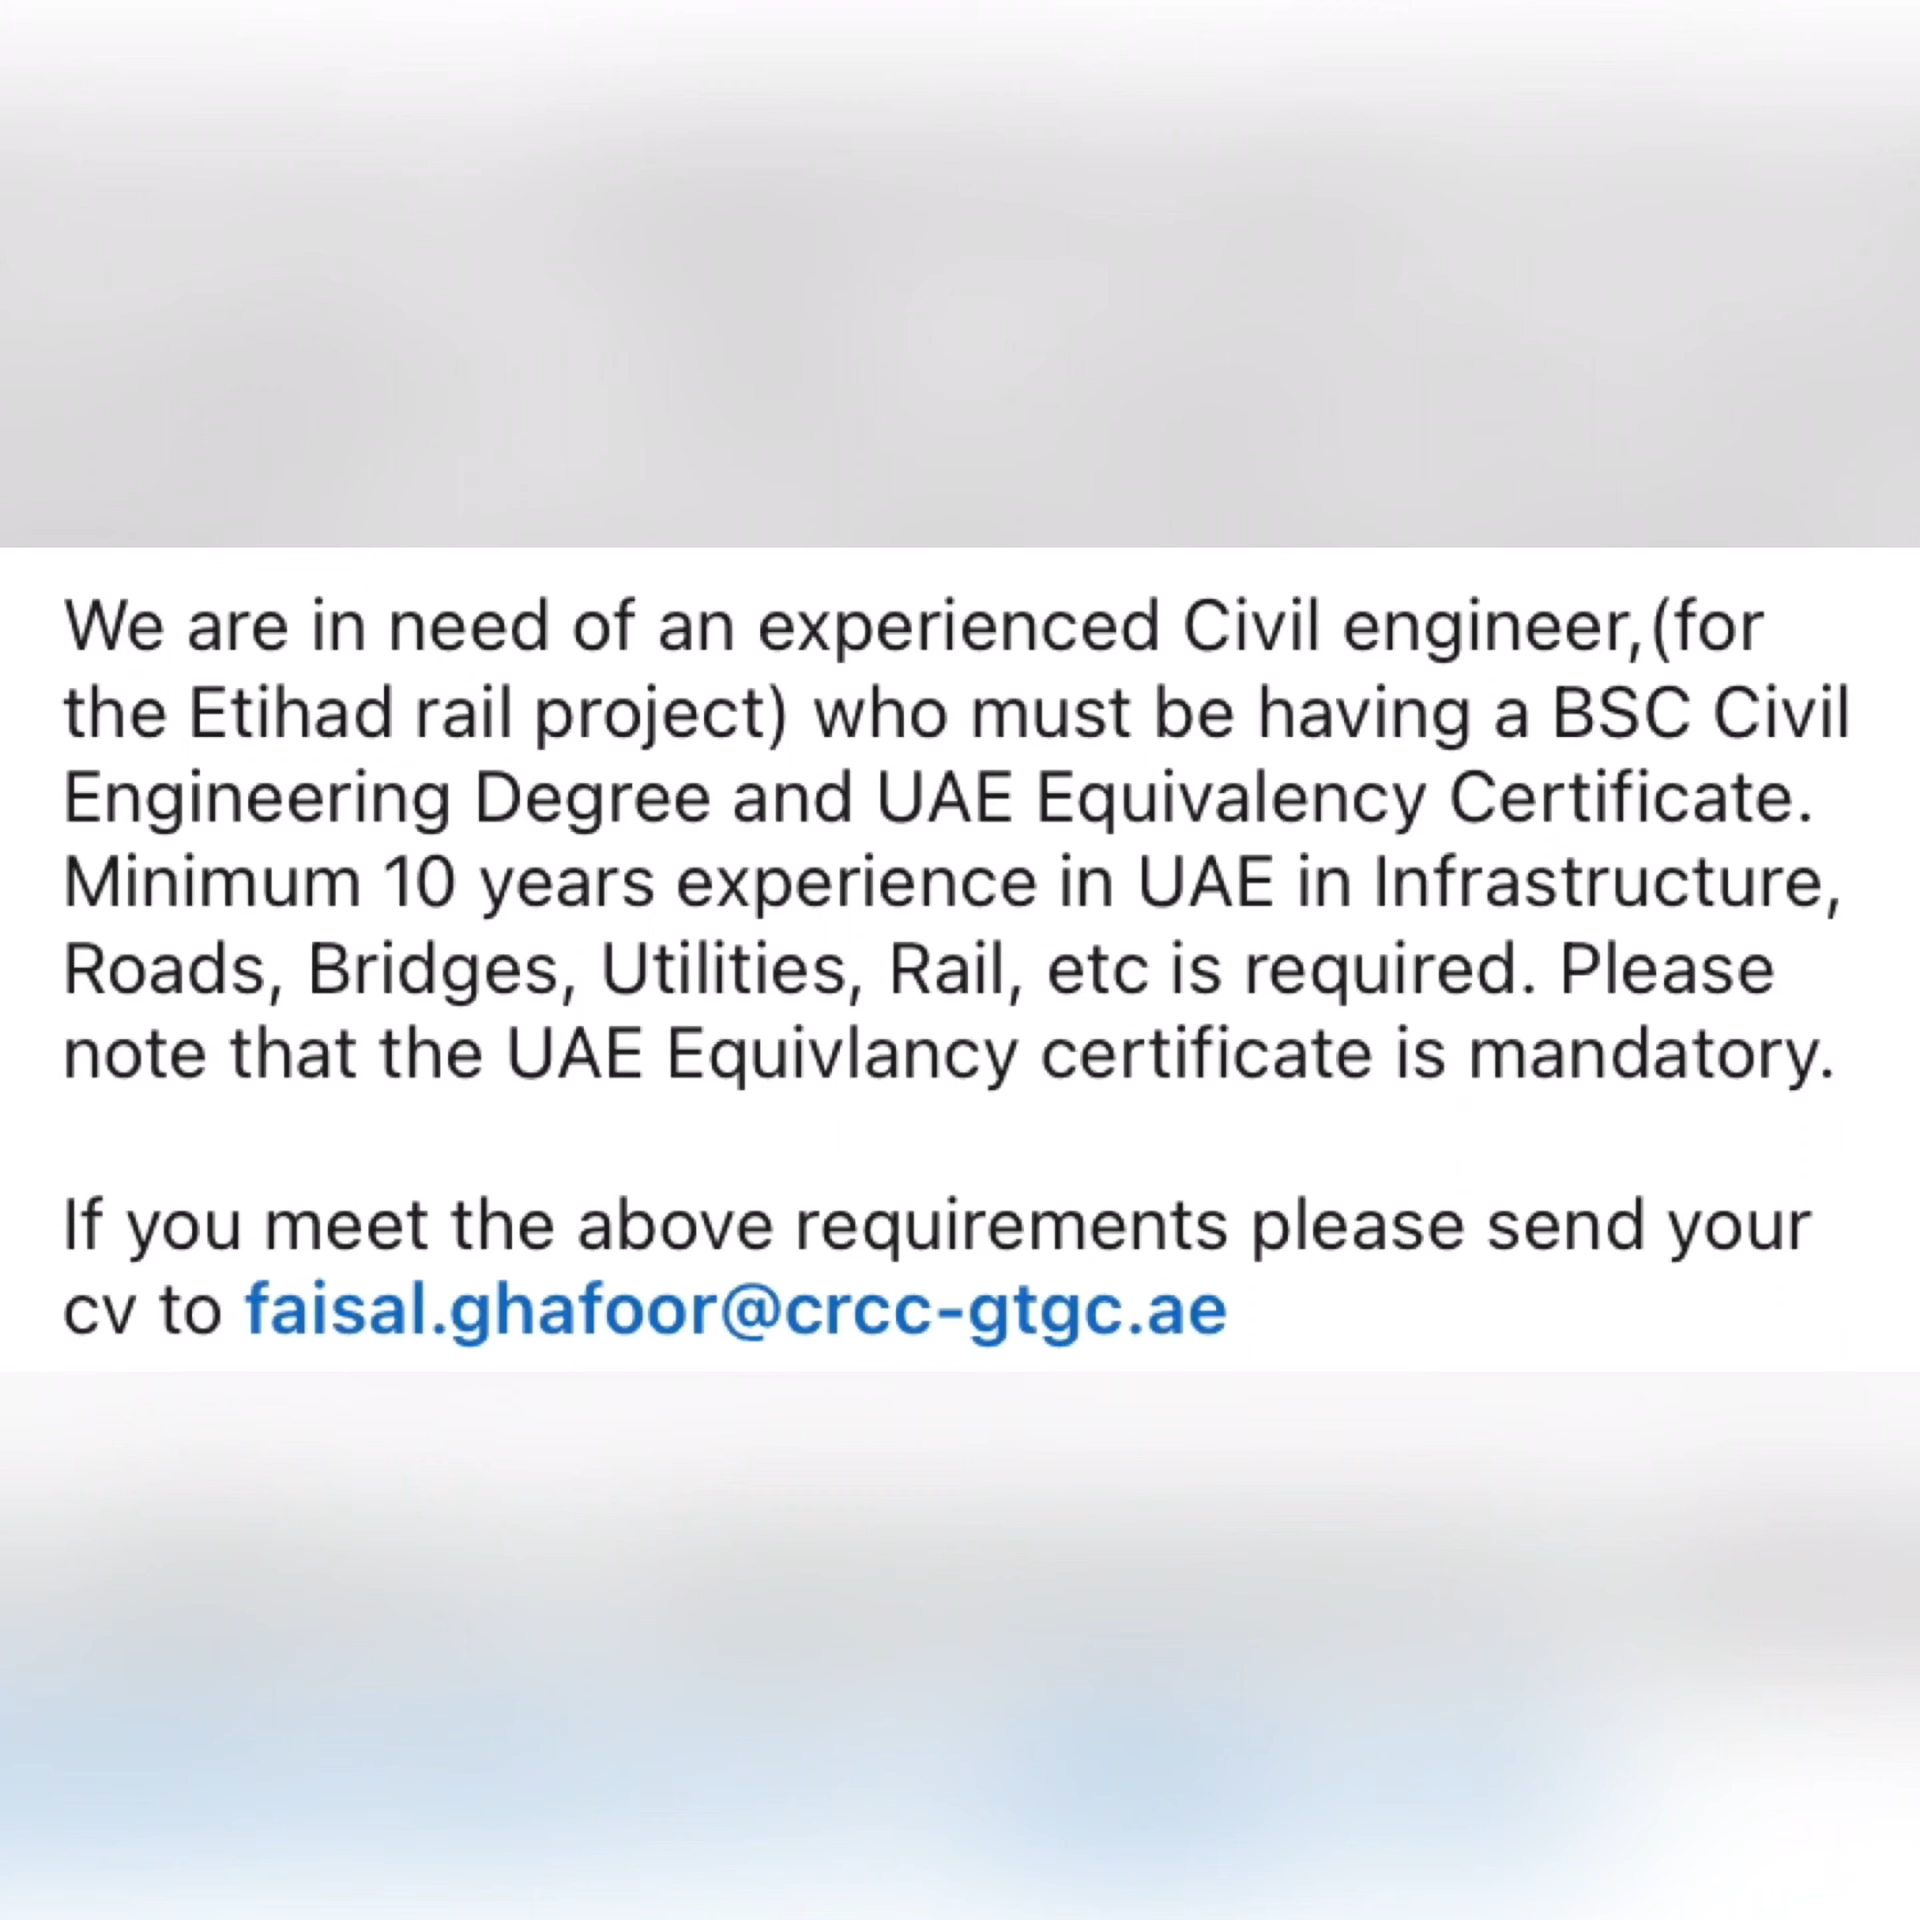 We are in need of an experienced Civil engineer,(for
the Etihad rail project) who must be having a BSC Civil
Engineering Degree and UAE Equivalency Certificate.
Minimum 10 years experience in UAE in Infrastructure,
Roads, Bridges, Utilities, Rail, etc is required. Please
note that the UAE Equivlancy certificate is mandatory.
If you meet the above requirements please send your
cv to faisal.ghafoor@crcc-gtgc.ae